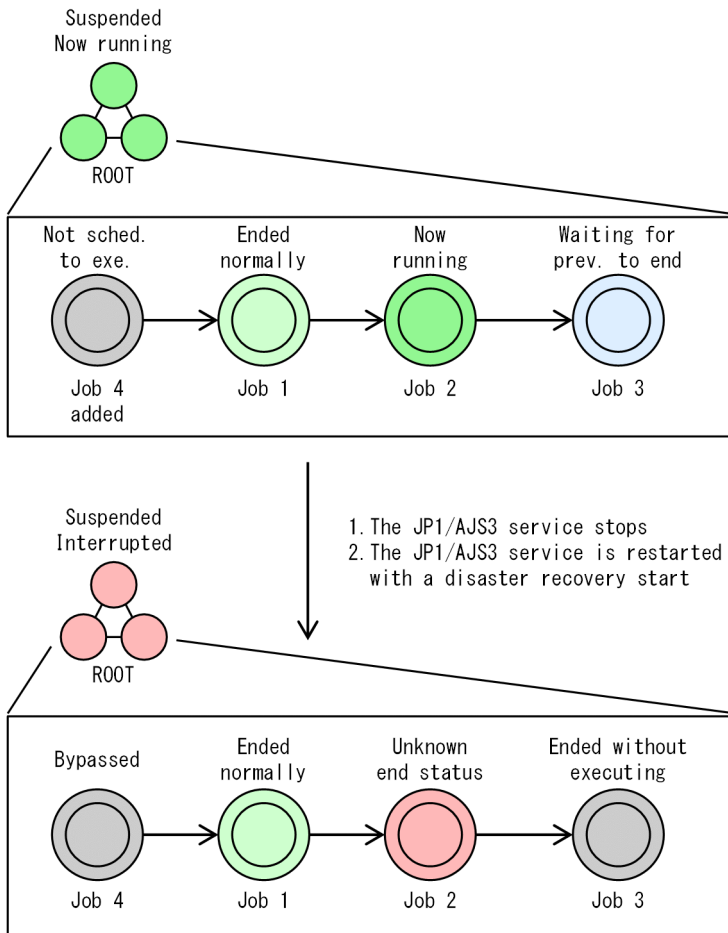 Suspended
Now running
ROOT
Not sched.
to exe.
Ended
normally
Now
running
Waiting for
prev. to end
Job 4
added
Job 1
Job 2
Job 3
1. The JP1/AJS3 service stops
2. The JP1/AJS3 service is restarted
with a disaster recovery start
Suspended
Interrupted
ROOT
Bypassed
Ended
normally
Unknown
end status
Ended without
executing
Job 4
Job 1
Job 2
Job 3